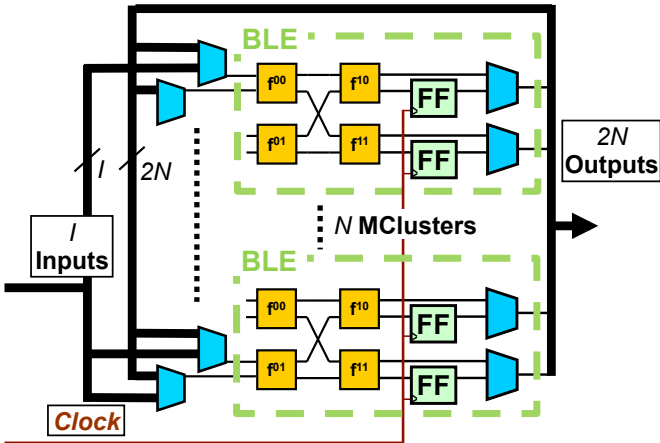 BLE
f00 f10
FF
f01 f11
FF
I 2N
2N
Outputs
I
Inputs
N MClusters
BLE
f00 f10
FF
f01 f11
FF
Clock